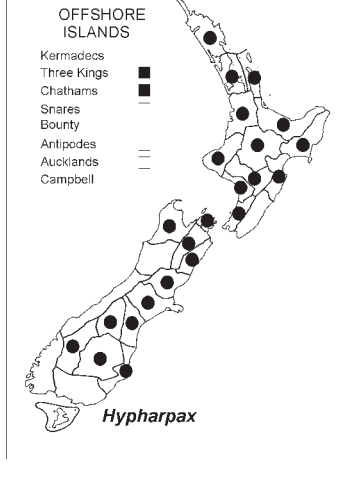 OFFSHORE
ISLANDS
Kermadecs
Three Kings
Chathams
Snares
Bounty
Antipodes
Aucklands
Campbell
Hypharpax